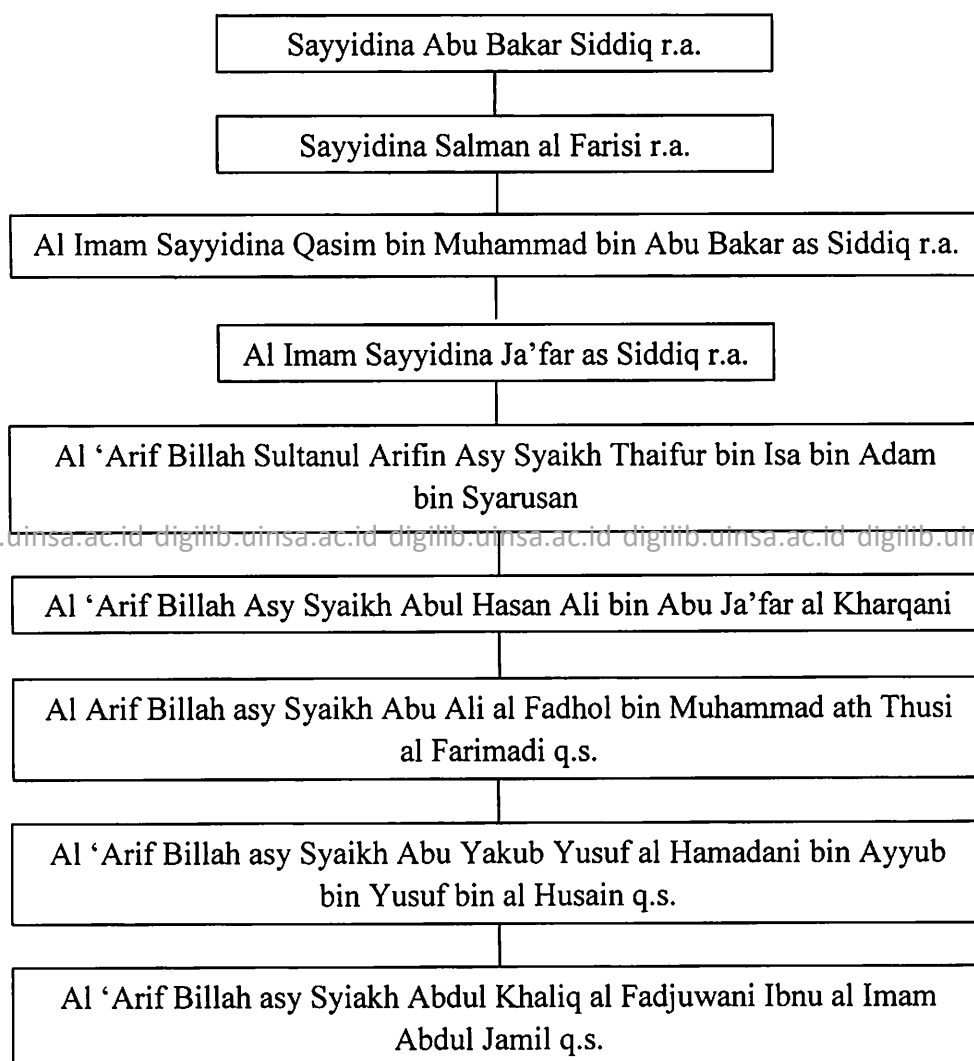 Sayyidina Abu Bakar Siddiq r.a.
Sayyidina Salman al Farisi r.a.
Al Imam Sayyidina Qasim bin Muhammad bin Abu Bakar as Siddiq r.a.
Al Imam Sayyidina Ja’far as Siddiq r.a.
Al ‘Arif Billah Sultanul Arifin Asy Syaikh Thaifur bin Isa bin Adam
bin Syarusan
.uinsa.ac.id digilib.uinsa.ac.id digilib.uinsa.ac.id digilib.uinsa.ac.id digilib.uin
Al ‘Arif Billah Asy Syaikh Abul Hasan Ali bin Abu Ja’far al Kharqani
Al Arif Billah asy Syaikh Abu Ali al Fadhol bin Muhammad ath Thusi
al Farimadi q.s.
Al ‘Arif Billah asy Syaikh Abu Yakub Yusuf al Hamadani bin Ayyub
bin Yusuf bin al Husain q.s.
Al ‘Arif Billah asy Syiakh Abdul Khaliq al Fadjuwani Ibnu al Imam
Abdul Jamil q.s.